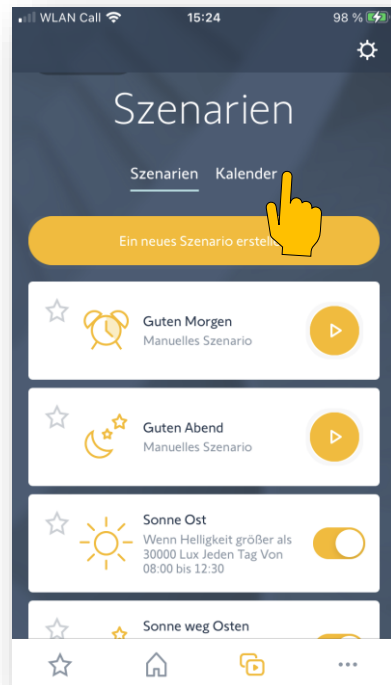 WLAN Call 15:24 98 %
Szenarien
Szenarien Kalender
Ein neues Szenario erstelle
Guten Morgen
Manuelles Szenario
Guten Abend
Manuelles Szenario
Sonne Ost
Wenn Helligkeit größer als
30000 Lux Jeden Tag Von
08:00 bis 12:30
Sonne weg Osten